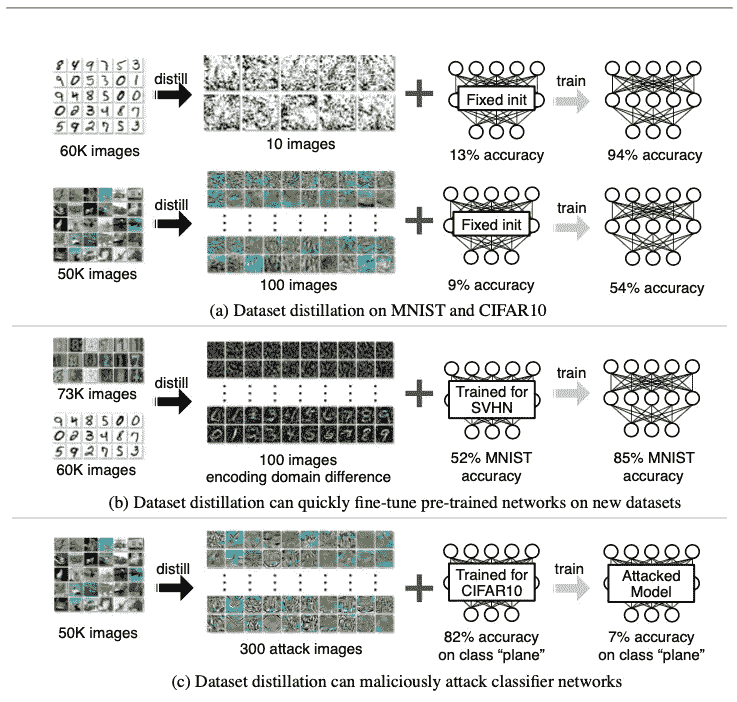 8 4 9 7 5 3
9 0 5 3 0 1
9 4 8 5 0 0
0 2 3 4 8 7
5 9 2 7 5 3
distill
train
Fixed init
60K images
10 images
13% accuracy
94% accuracy
distill
train
Fixed init
50K images
100 images
9% accuracy
54% accuracy
(a) Dataset distillation on MNIST and CIFAR10
distill
train
73K images
Trained for
SVHN
9 4 8 5 0 0
0 2 3 4 8 7
5 9 2 7 5 3
60K images
100 images
encoding domain difference
52% MNIST
accuracy
85% MNIST
accuracy
(b) Dataset distillation can quickly fine-tune pre-trained networks on new datasets
distill
train
Trained for
CIFAR10
Attacked
Model
50K images
300 attack images
82% accuracy
on class “plane”
7% accuracy
on class “plane”
(c) Dataset distillation can maliciously attack classifier networks